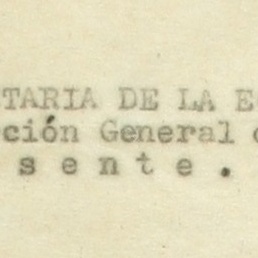 TARIA DE LA E
ción General
s e n t e .